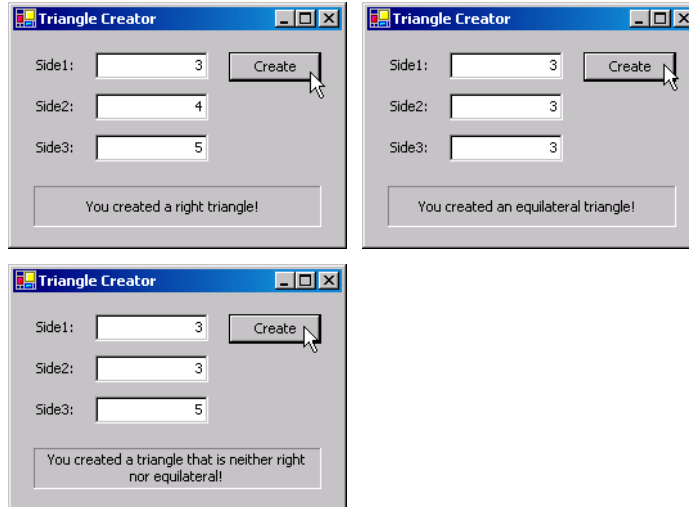 Triangle Creator
Side1: 3 Create
Side2: 4
Side3: 5
You created a right triangle!
Triangle Creator
Side1: 3 Create
Side2: 3
Side3: 3
You created an equilateral triangle!
Triangle Creator
Side1: 3 Create
Side2: 3
Side3: 5
You created a triangle that is neither right
nor equilateral!